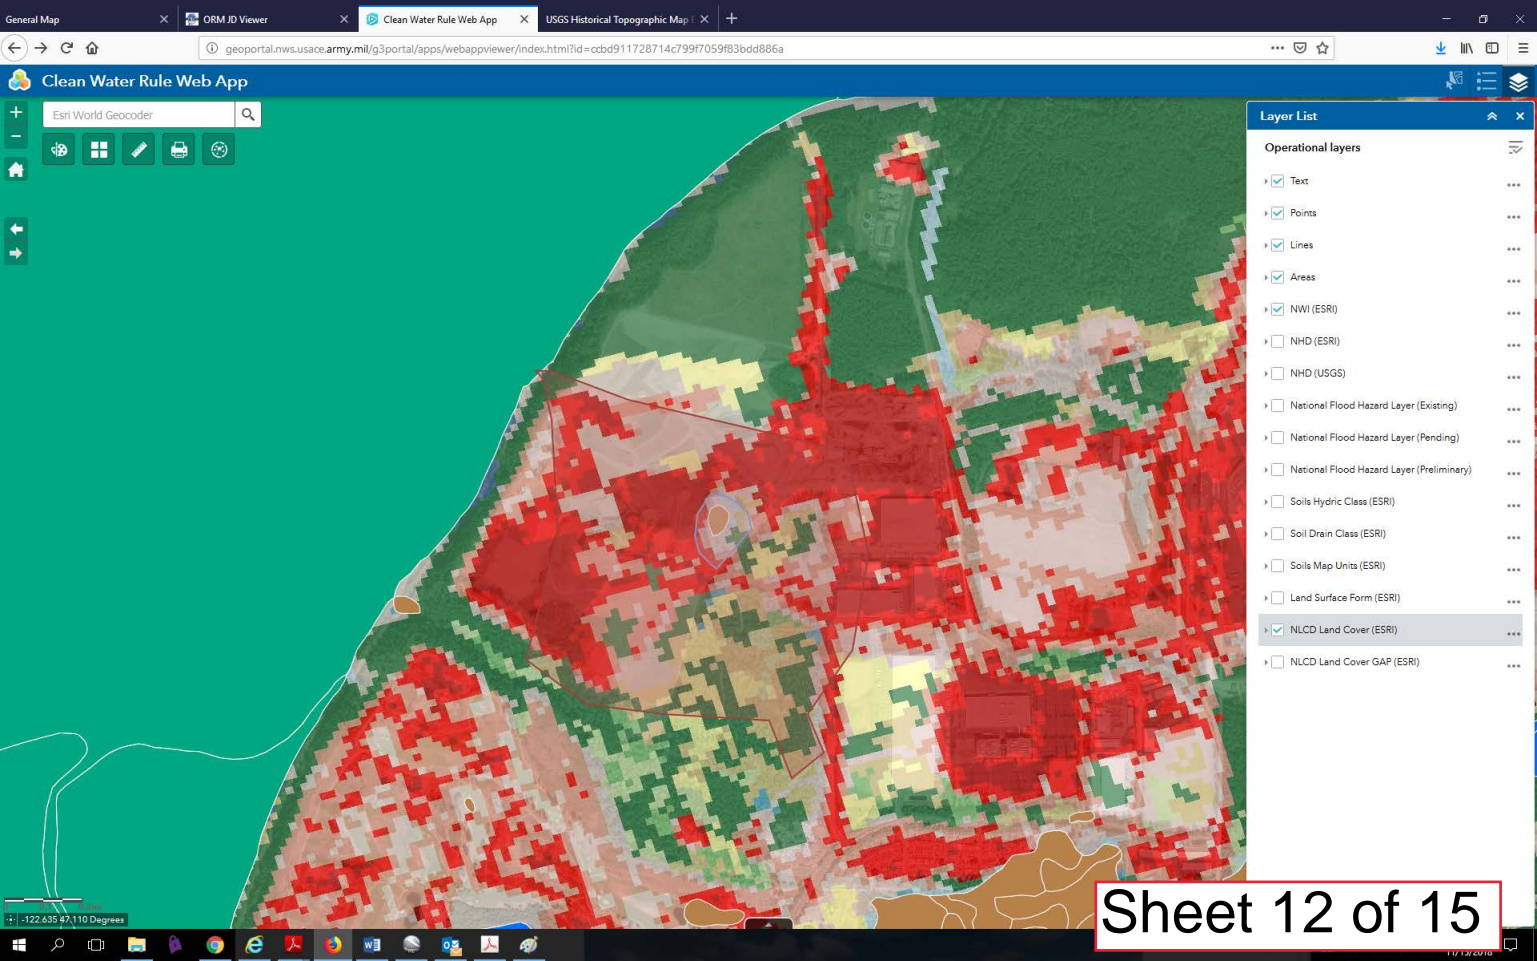 General Map
ORM JD Viewer
Clean Water Rule Web App
USGS Historical Topographic Map E
geoportal.nws.usace.army.mil/g3portal/apps/webappviewer/index.html?id=ccbd911728714c799f7059f83bdd886a
Clean Water Rule Web App
Esri World Geocoder
Layer List
Operational layers
Text
Points
Lines
Areas
NWI (ESRI)
NHD (ESRI)
NHD (USGS)
National Flood Hazard Layer (Existing)
National Flood Hazard Layer (Pending)
National Flood Hazard Layer (Preliminary)
Soils Hydric Class (ESRI)
Soil Drain Class (ESRI)
Soils Map Units (ESRI)
Land Surface Form (ESRI)
NLCD Land Cover (ESRI)
NLCD Land Cover GAP (ESRI)
-122.635 47.110 Degrees
Sheet 12 of 15
11/15/2018